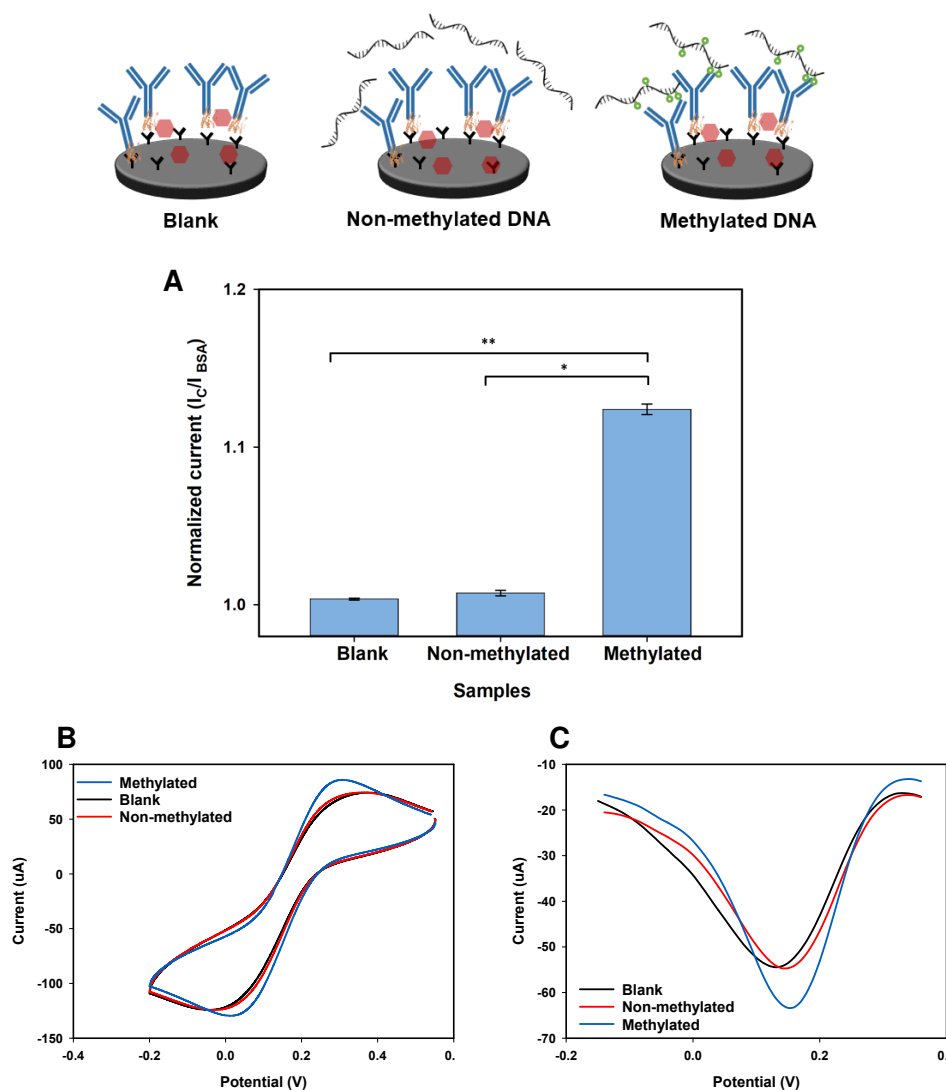 Blank
Non-methylated DNA
Methylated DNA
A
1.2
1.1
1.0
Normalized current (I_C/I_BSA)
**
*
Blank Non-methylated Methylated
Samples
B
100
50
0
-50
-100
-150
Current (uA)
Methylated
Blank
Non-methylated
-0.4 -0.2 0.0 0.2 0.4 0.
Potential (V)
C
-10
-20
-30
-40
-50
-60
-70
Current (uA)
Blank
Non-methylated
Methylated
-0.2 0.0 0.2 0.
Potential (V)